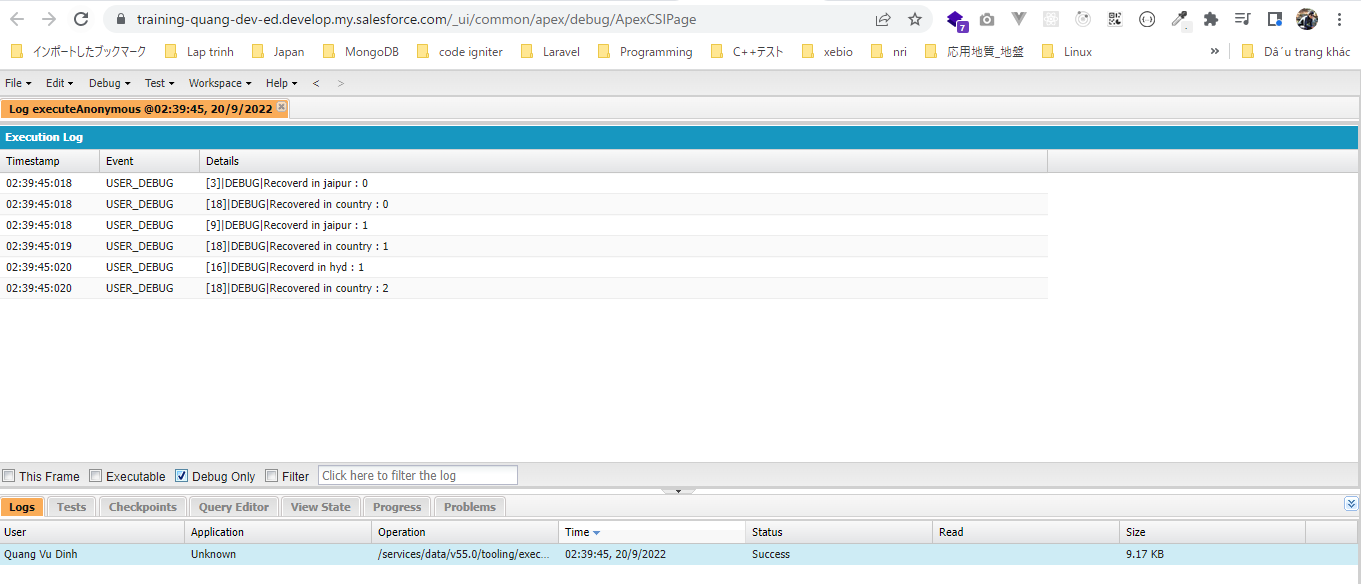 training-quang-dev-ed.develop.my.salesforce.com/_ui/common/apex/debug/ApexCSIPage
7
インポートしたブックマーク Lap trinh Japan MongoDB code igniter Laravel Programming C++テスト xebio nri 応用地質_地盤 Linux » Dấu trang khác
File Edit Debug Test Workspace Help < >
Log executeAnonymous @02:39:45, 20/9/2022
Execution Log
Timestamp Event Details
02:39:45:018 USER_DEBUG [3]|DEBUG|Recoverd in jaipur : 0
02:39:45:018 USER_DEBUG [18]|DEBUG|Recovered in country : 0
02:39:45:018 USER_DEBUG [9]|DEBUG|Recoverd in jaipur : 1
02:39:45:019 USER_DEBUG [18]|DEBUG|Recovered in country : 1
02:39:45:020 USER_DEBUG [16]|DEBUG|Recoverd in hyd : 1
02:39:45:020 USER_DEBUG [18]|DEBUG|Recovered in country : 2
This Frame Executable Debug Only Filter Click here to filter the log
Logs Tests Checkpoints Query Editor View State Progress Problems
User Application Operation Time Status Read Size
Quang Vu Dinh Unknown /services/data/v55.0/tooling/exec... 02:39:45, 20/9/2022 Success 9.17 KB